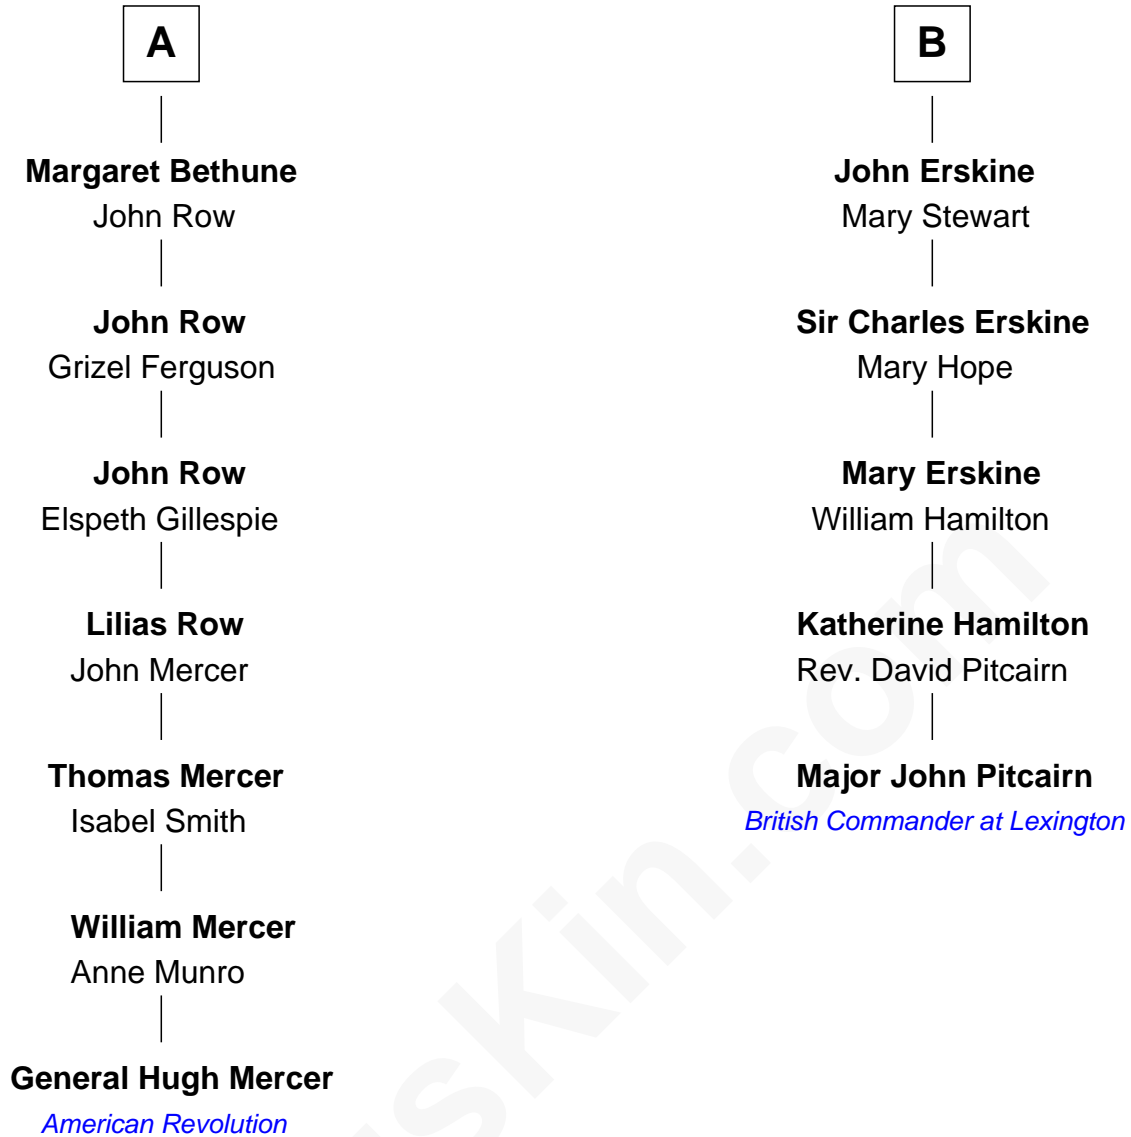 A
Margaret Bethune
John Row
John Row
Grizel Ferguson
John Row
Elspeth Gillespie
Lilias Row
John Mercer
Thomas Mercer
Isabel Smith
William Mercer
Anne Munro
General Hugh Mercer
American Revolution
B
John Erskine
Mary Stewart
Sir Charles Erskine
Mary Hope
Mary Erskine
William Hamilton
Katherine Hamilton
Rev. David Pitcairn
Major John Pitcairn
British Commander at Lexington